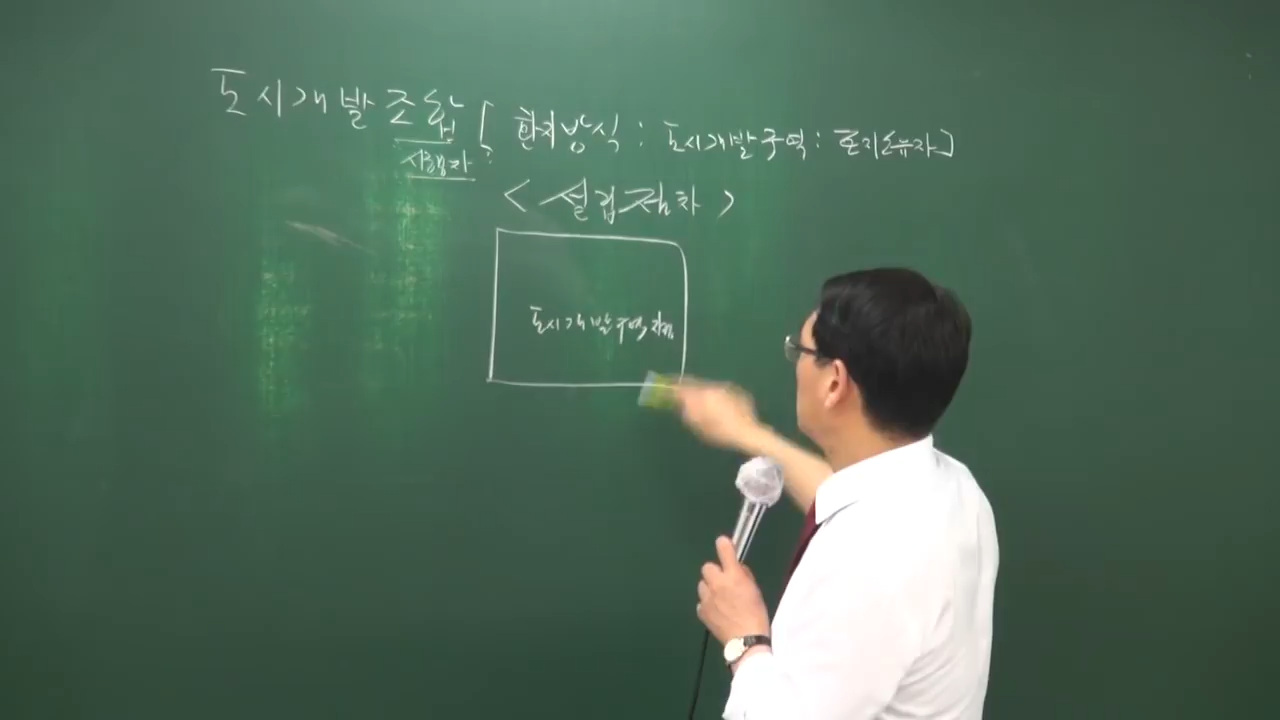 도시개발조합 [ 환지방식 : 도시개발구역 : 토지소유자 ]
시행자
< 설립절차 >
도시개발구역 지정